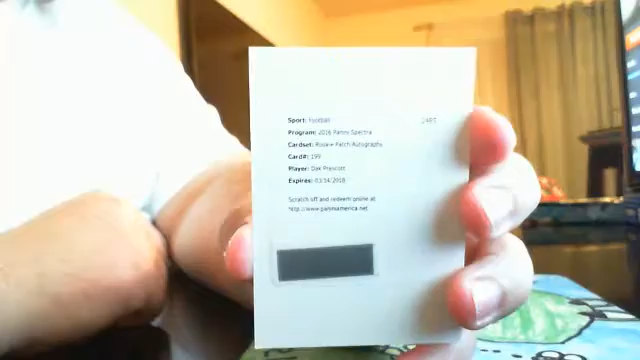 Sport: Football
Program: 2016 Panini Spectra
Cardset: Rookie Patch Autographs
Card#: 199
Player: Dak Prescott
Expires: 03/14/2018
Scratch off and redeem online at
http://www.paniniamerica.net